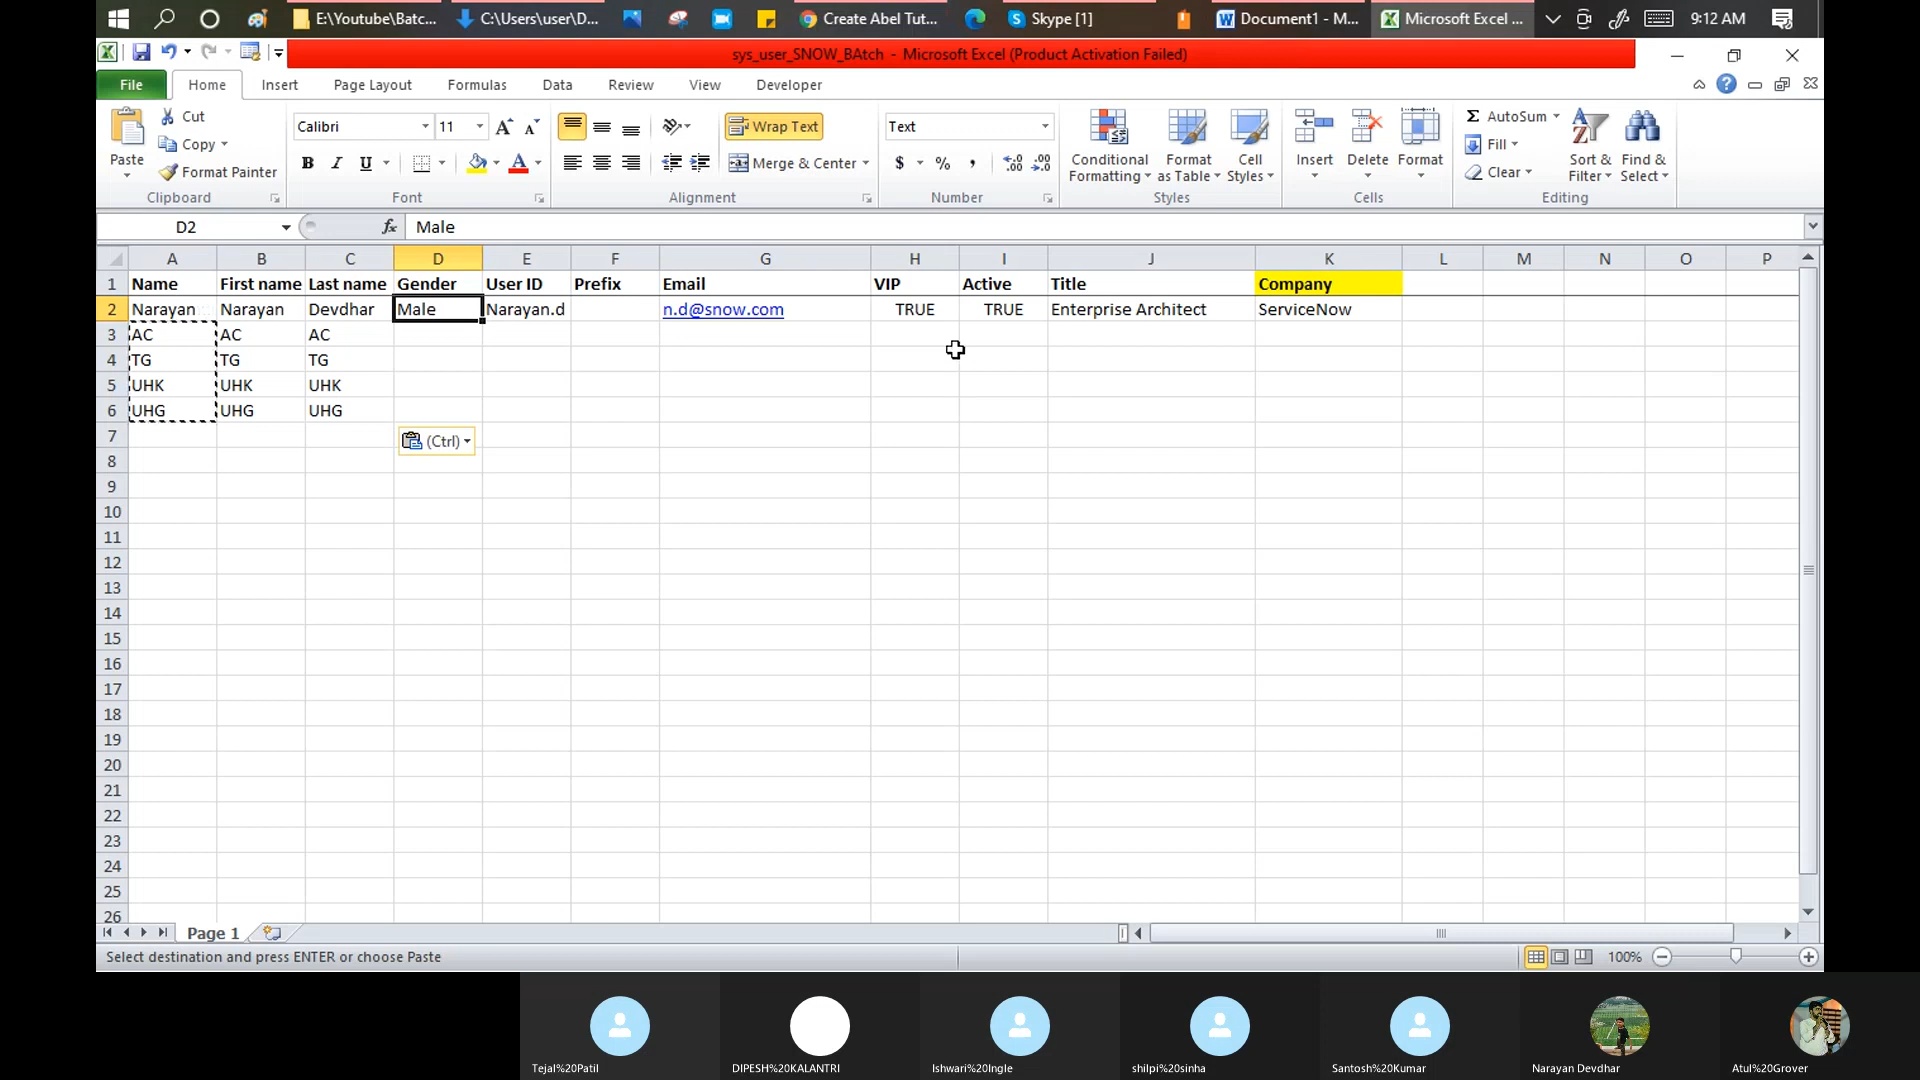 E:\Youtube\Batc... C:\Users\user\D... Create Abel Tut... Skype [1] Document1 - M... Microsoft Excel ... 9:12 AM
sys_user_SNOW_BAtch - Microsoft Excel (Product Activation Failed)
File Home Insert Page Layout Formulas Data Review View Developer
Paste Cut Copy Format Painter Clipboard
Calibri 11 B I U Font
Wrap Text Merge & Center Alignment
Text $ % , Number
Conditional Formatting Format as Table Cell Styles Styles
Insert Delete Format Cells
Σ AutoSum Fill Clear Sort & Filter Find & Select Editing
D2 fx Male
A B C D E F G H I J K L M N O P
1 Name First name Last name Gender User ID Prefix Email VIP Active Title Company
2 Narayan Narayan Devdhar Male Narayan.d n.d@snow.com TRUE TRUE Enterprise Architect ServiceNow
3 AC AC AC
4 TG TG TG
5 UHK UHK UHK
6 UHG UHG UHG
7 (Ctrl)
8
9
10
11
12
13
14
15
16
17
18
19
20
21
22
23
24
25
26
Page 1
Select destination and press ENTER or choose Paste 100%
Tejal%20Patil DIPESH%20KALANTRI Ishwari%20Ingle shilpi%20sinha Santosh%20Kumar Narayan Devdhar Atul%20Grover